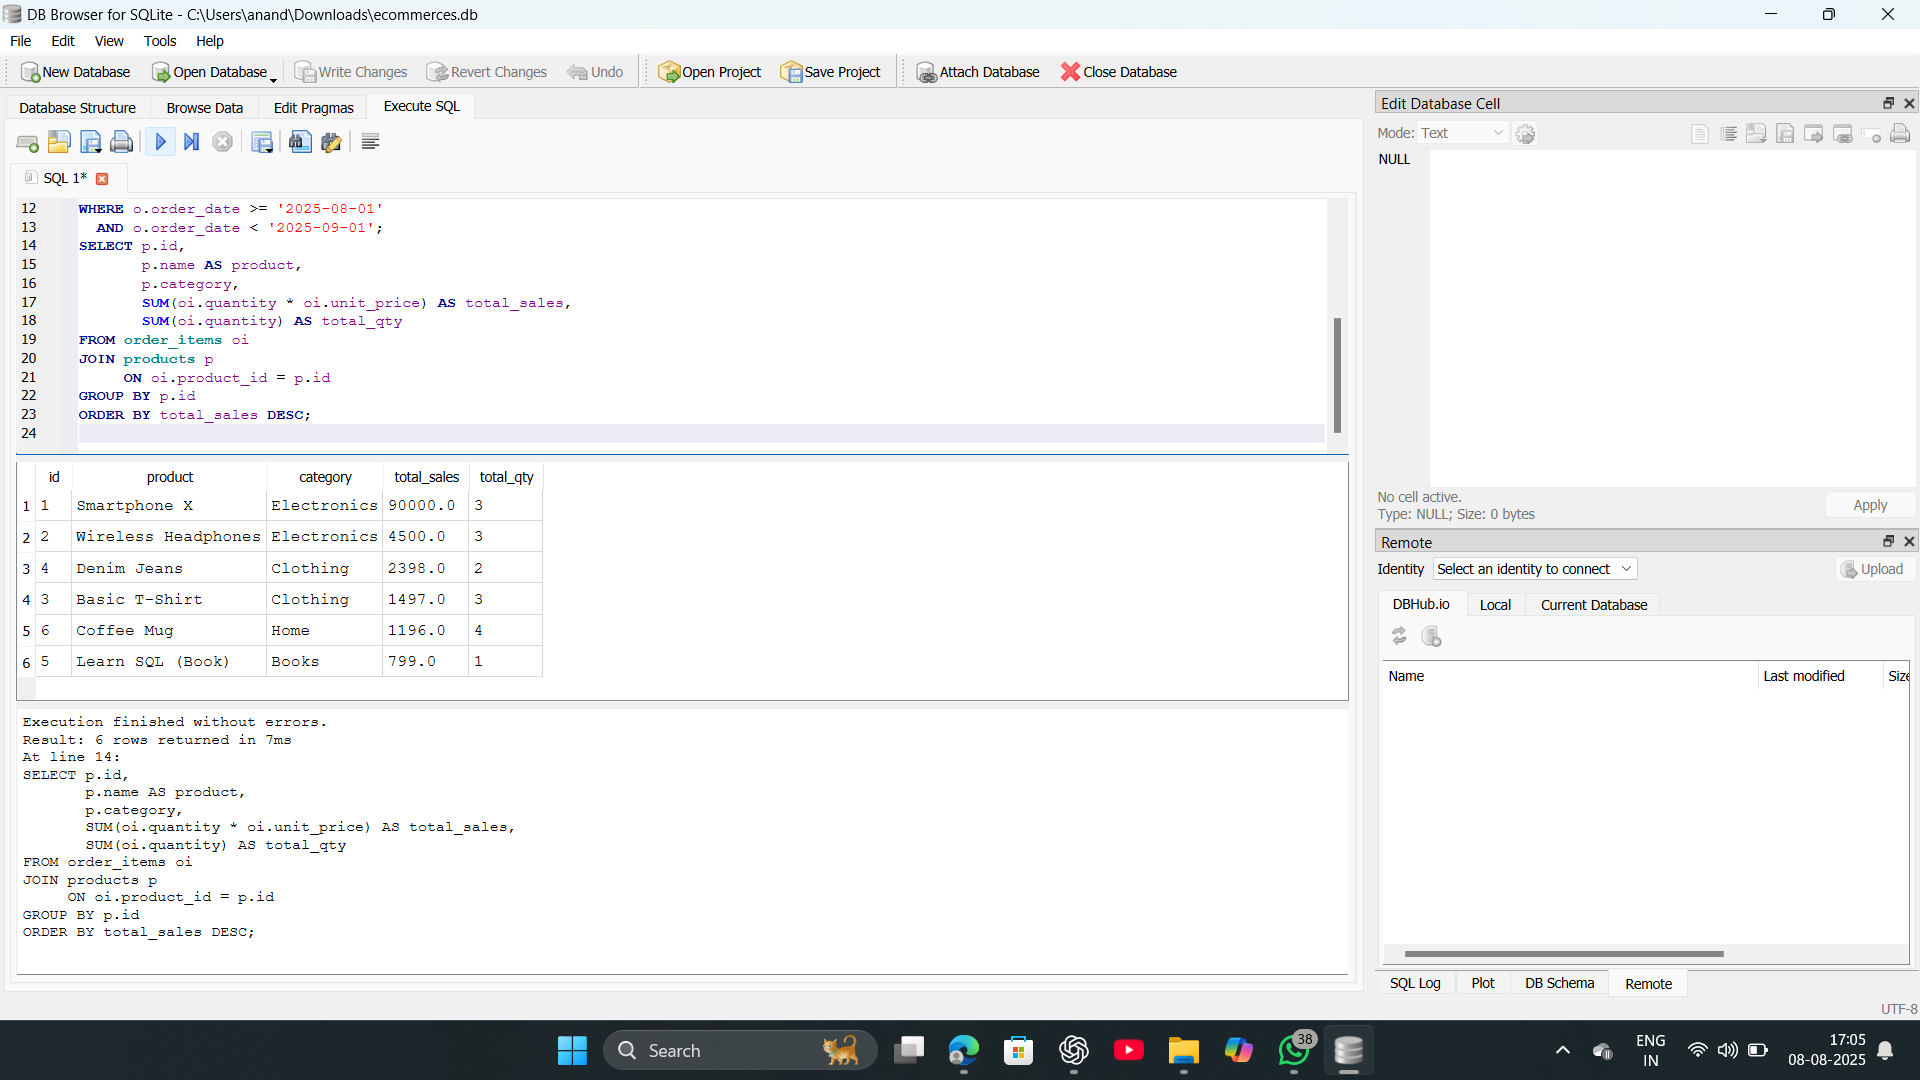 DB Browser for SQLite - C:\Users\anand\Downloads\ecommerces.db
File Edit View Tools Help
New Database Open Database Write Changes Revert Changes Undo Open Project Save Project Attach Database Close Database
Database Structure Browse Data Edit Pragmas Execute SQL
SQL 1*
12 WHERE o.order_date >= '2025-08-01'
13 AND o.order_date < '2025-09-01';
14 SELECT p.id,
15 p.name AS product,
16 p.category,
17 SUM(oi.quantity * oi.unit_price) AS total_sales,
18 SUM(oi.quantity) AS total_qty
19 FROM order_items oi
20 JOIN products p
21 ON oi.product_id = p.id
22 GROUP BY p.id
23 ORDER BY total_sales DESC;
24
id product category total_sales total_qty
1 1 Smartphone X Electronics 90000.0 3
2 2 Wireless Headphones Electronics 4500.0 3
3 4 Denim Jeans Clothing 2398.0 2
4 3 Basic T-Shirt Clothing 1497.0 3
5 6 Coffee Mug Home 1196.0 4
6 5 Learn SQL (Book) Books 799.0 1
Execution finished without errors.
Result: 6 rows returned in 7ms
At line 14:
SELECT p.id,
p.name AS product,
p.category,
SUM(oi.quantity * oi.unit_price) AS total_sales,
SUM(oi.quantity) AS total_qty
FROM order_items oi
JOIN products p
ON oi.product_id = p.id
GROUP BY p.id
ORDER BY total_sales DESC;
Edit Database Cell
Mode: Text
NULL
No cell active.
Type: NULL; Size: 0 bytes
Apply
Remote
Identity Select an identity to connect Upload
DBHub.io Local Current Database
Name Last modified Size
SQL Log Plot DB Schema Remote
UTF-8
Search
38
ENG
IN
17:05
08-08-2025